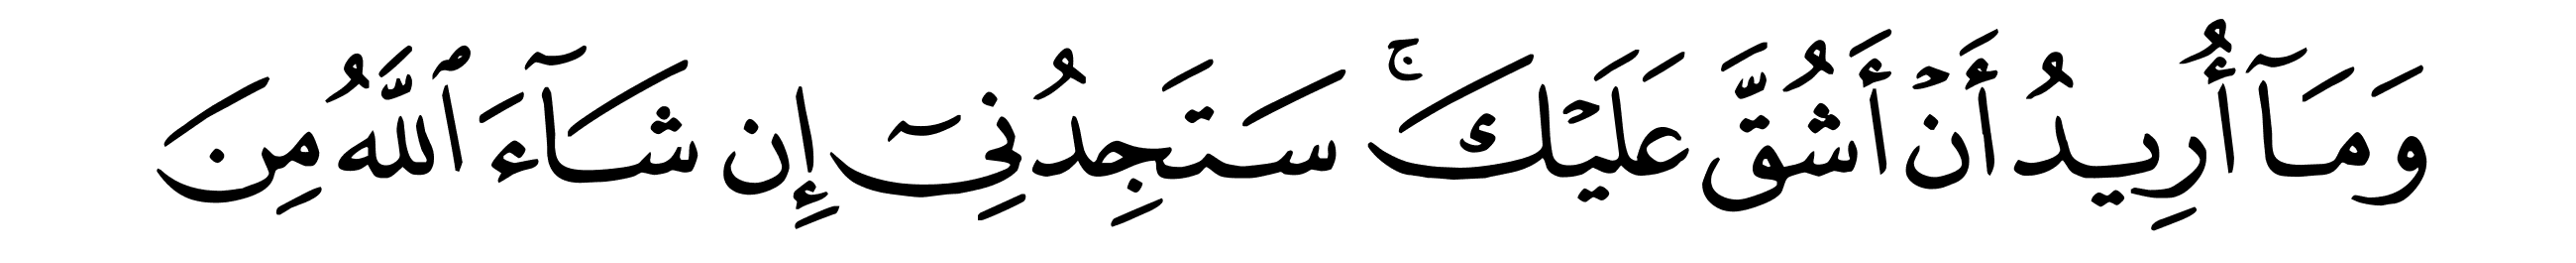 وَمَآ أُرِيدُ أَنْ أَشُقَّ عَلَيْكَ ۚ سَتَجِدُنِىٓ إِن شَآءَ ٱللَّهُ مِنَ